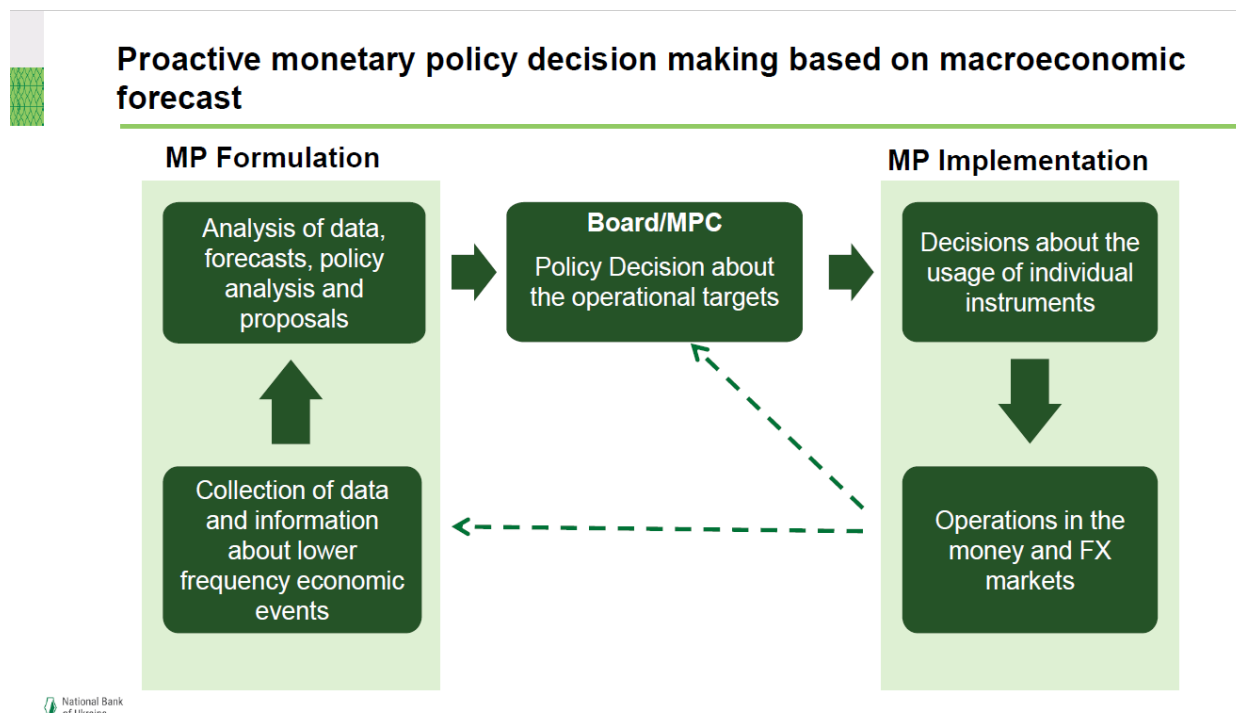 Proactive monetary policy decision making based on macroeconomic
forecast
MP Formulation
Analysis of data,
forecasts, policy
analysis and
proposals
Collection of data
and information
about lower
frequency economic
events
Board/MPC
Policy Decision about
the operational targets
MP Implementation
Decisions about the
usage of individual
instruments
Operations in the
money and FX
markets
National Bank
of Ukraine